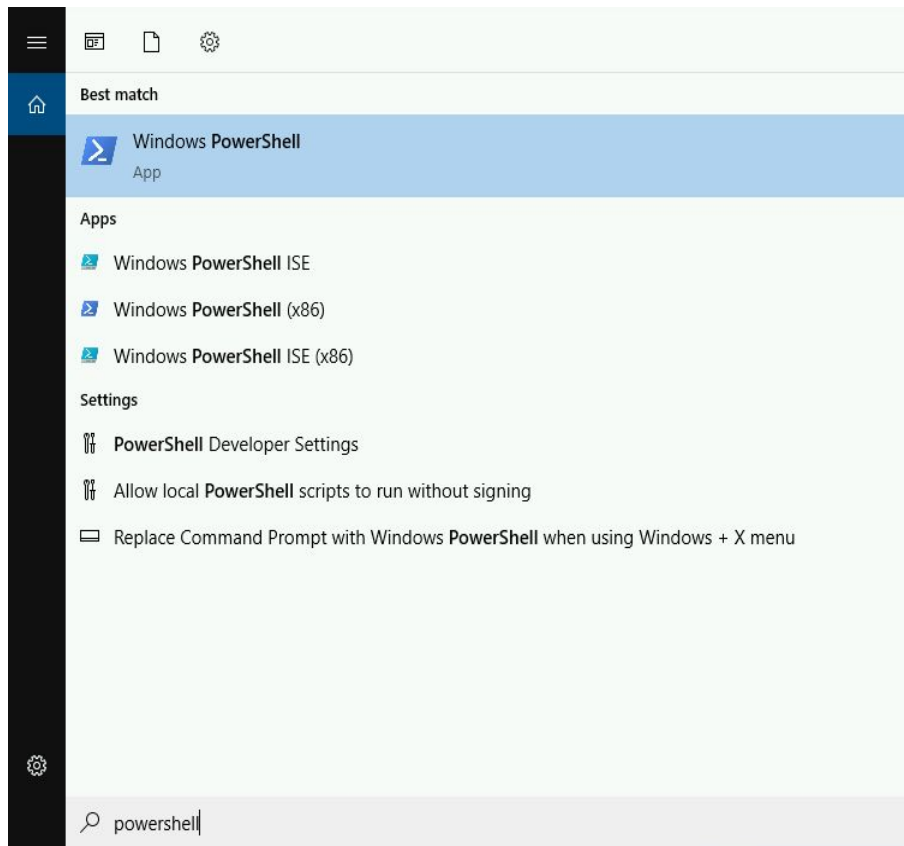 Best match
Windows PowerShell
App
Apps
Windows PowerShell ISE
Windows PowerShell (x86)
Windows PowerShell ISE (x86)
Settings
PowerShell Developer Settings
Allow local PowerShell scripts to run without signing
Replace Command Prompt with Windows PowerShell when using Windows + X menu
powershell